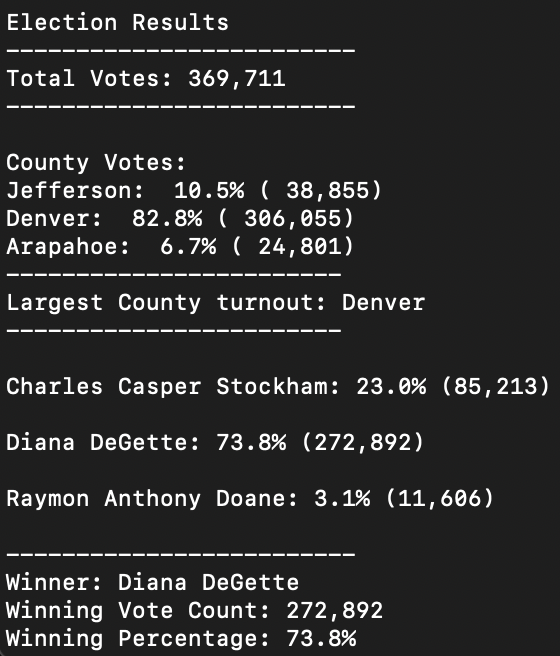 Election Results
-------------------------
Total Votes: 369,711
-------------------------
County Votes:
Jefferson:  10.5% ( 38,855)
Denver:  82.8% ( 306,055)
Arapahoe:  6.7% ( 24,801)
------------------------
Largest County turnout: Denver
------------------------
Charles Casper Stockham: 23.0% (85,213)
Diana DeGette: 73.8% (272,892)
Raymon Anthony Doane: 3.1% (11,606)
-------------------------
Winner: Diana DeGette
Winning Vote Count: 272,892
Winning Percentage: 73.8%